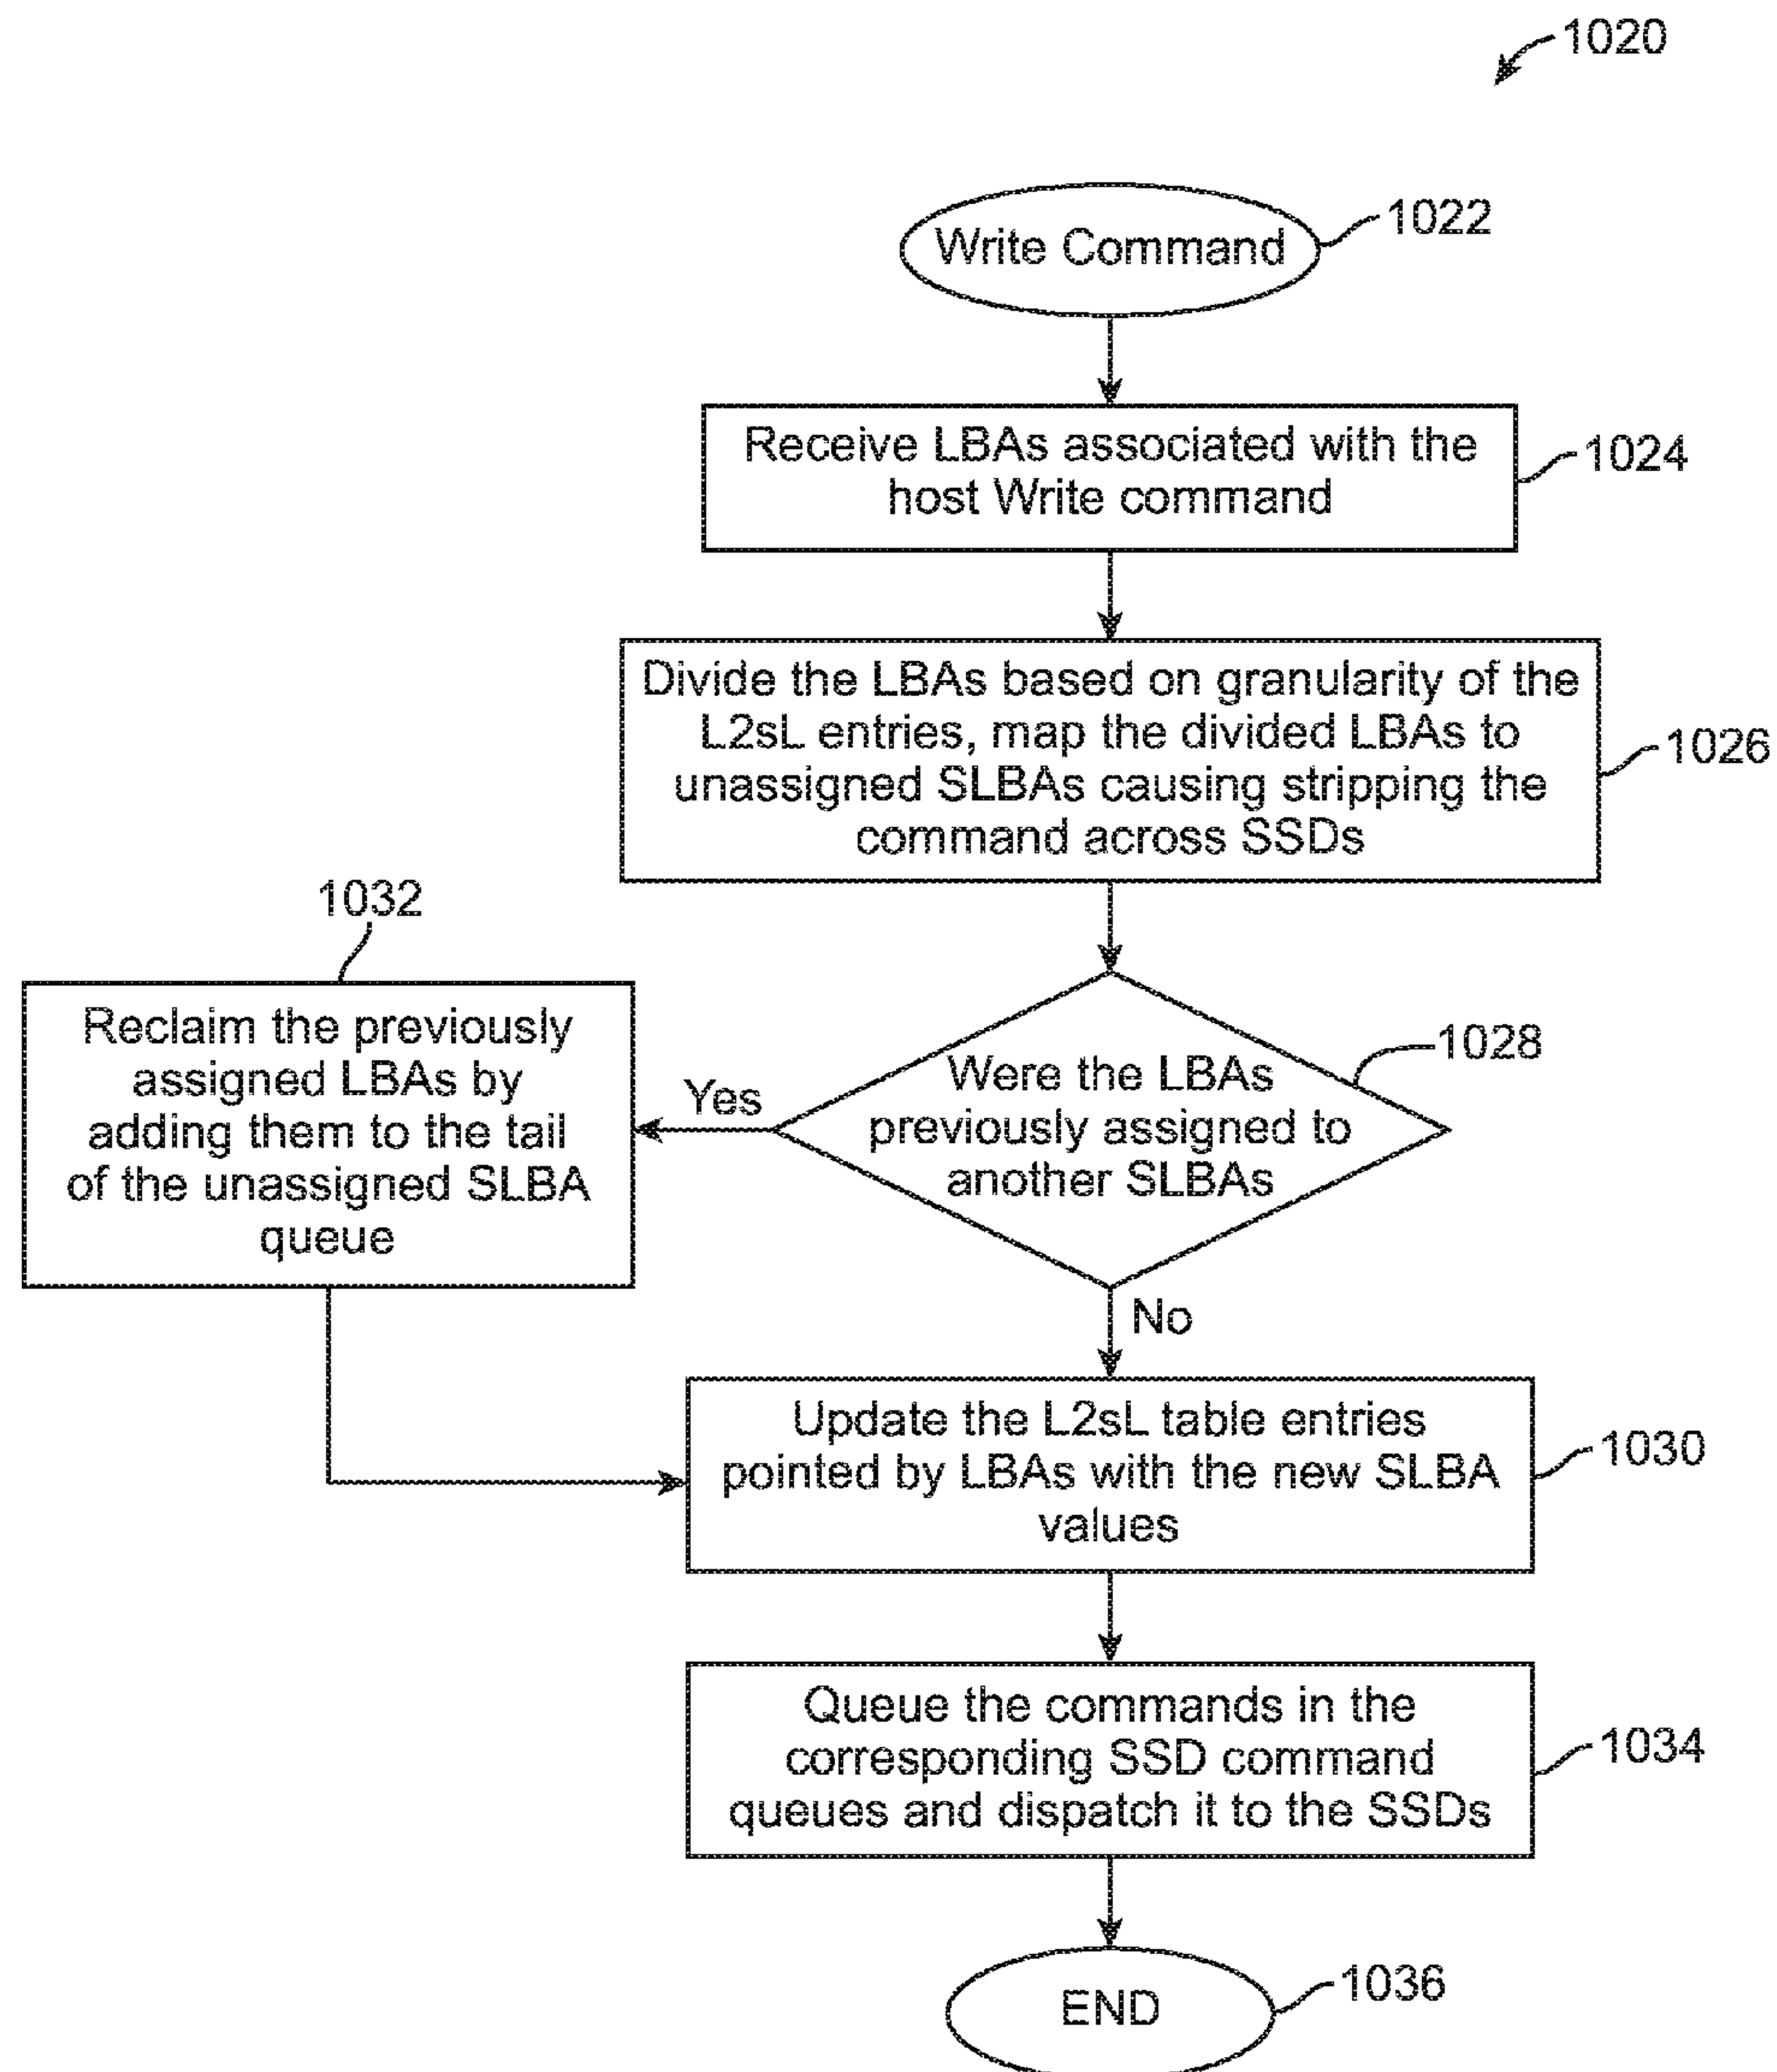 1020
Write Command
1022
Receive LBAs associated with the
host Write command
1024
Divide the LBAs based on granularity of the
L2sL entries, map the divided LBAs to
unassigned SLBAs causing stripping the
command across SSDs
1026
1032
Reclaim the previously
assigned LBAs by
adding them to the tail
of the unassigned SLBA
queue
Yes
Were the LBAs
previously assigned to
another SLBAs
1028
No
Update the L2sL table entries
pointed by LBAs with the new SLBA
values
1030
Queue the commands in the
corresponding SSD command
queues and dispatch it to the SSDs
1034
END
1036